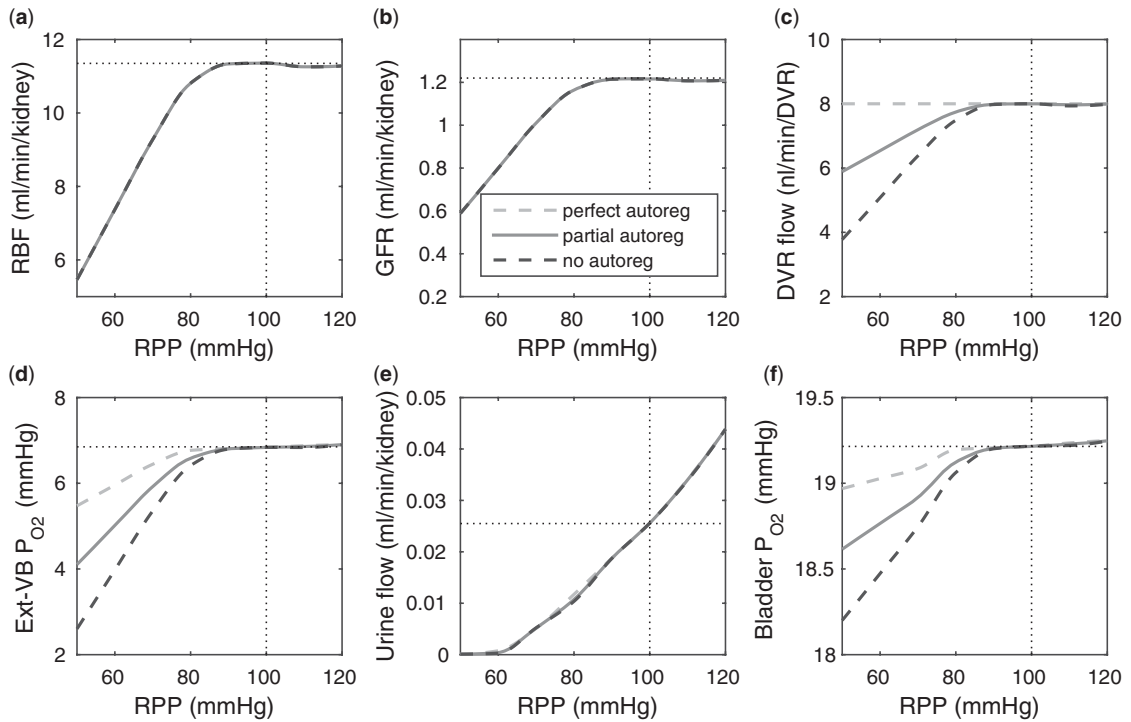 (a)
RBF (ml/min/kidney)
10
8
6
60
80
100
120
RPP (mmHg)
(b)
GFR (ml/min/kidney)
1.2
1
0.8
0.6
0.4
0.2
perfect autoreg
partial autoreg
no autoreg
60
80
100
120
RPP (mmHg)
(c)
DVR flow (nl/min/DVR)
10
8
6
4
2
60
80
100
120
RPP (mmHg)
(d)
Ext-VB PO2 (mmHg)
8
6
4
2
60
80
100
120
RPP (mmHg)
(e)
Urine flow (ml/min/kidney)
0.05
0.04
0.03
0.02
0.01
0
60
80
100
120
RPP (mmHg)
(f)
Bladder PO2 (mmHg)
19.5
19
18.5
18
60
80
100
120
RPP (mmHg)